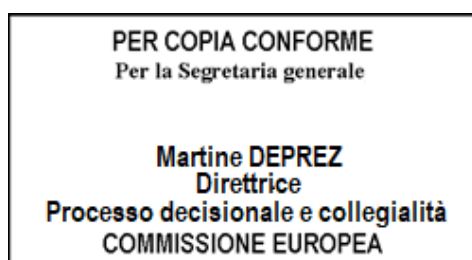 PER COPIA CONFORME
Per la Segretaria generale
Martine DEPREZ
Direttrice
Processo decisionale e collegialità
COMMISSIONE EUROPEA